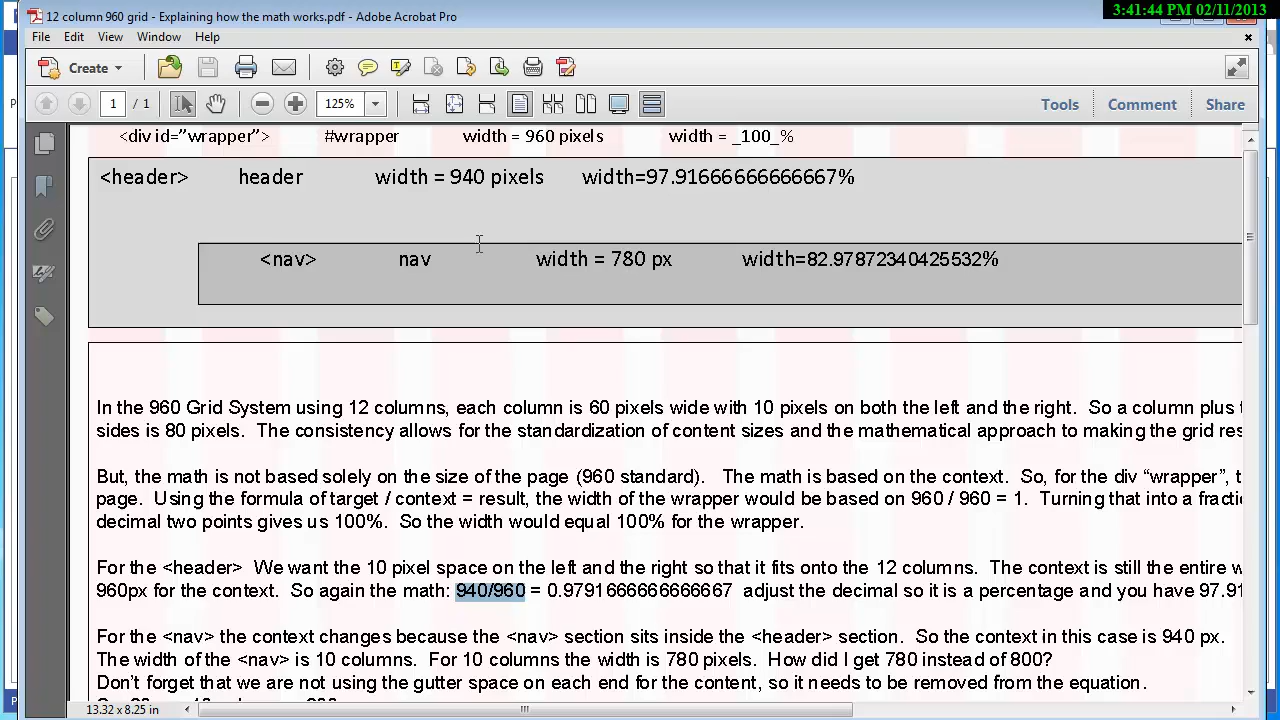 12 column 960 grid - Explaining how the math works.pdf - Adobe Acrobat Pro
3:41:44 PM 02/11/2013
File Edit View Window Help
Create
1 / 1 125% Tools Comment Share
<div id=”wrapper”> #wrapper width = 960 pixels width = _100_%
<header> header width = 940 pixels width=97.91666666666667%
<nav> nav width = 780 px width=82.97872340425532%
In the 960 Grid System using 12 columns, each column is 60 pixels wide with 10 pixels on both the left and the right. So a column plus
sides is 80 pixels. The consistency allows for the standardization of content sizes and the mathematical approach to making the grid res
But, the math is not based solely on the size of the page (960 standard). The math is based on the context. So, for the div “wrapper”, t
page. Using the formula of target / context = result, the width of the wrapper would be based on 960 / 960 = 1. Turning that into a fracti
decimal two points gives us 100%. So the width would equal 100% for the wrapper.
For the <header> We want the 10 pixel space on the left and the right so that it fits onto the 12 columns. The context is still the entire w
960px for the context. So again the math: 940/960 = 0.9791666666666667 adjust the decimal so it is a percentage and you have 97.91
For the <nav> the context changes because the <nav> section sits inside the <header> section. So the context in this case is 940 px.
The width of the <nav> is 10 columns. For 10 columns the width is 780 pixels. How did I get 780 instead of 800?
Don’t forget that we are not using the gutter space on each end for the content, so it needs to be removed from the equation.
13.32 x 8.25 in